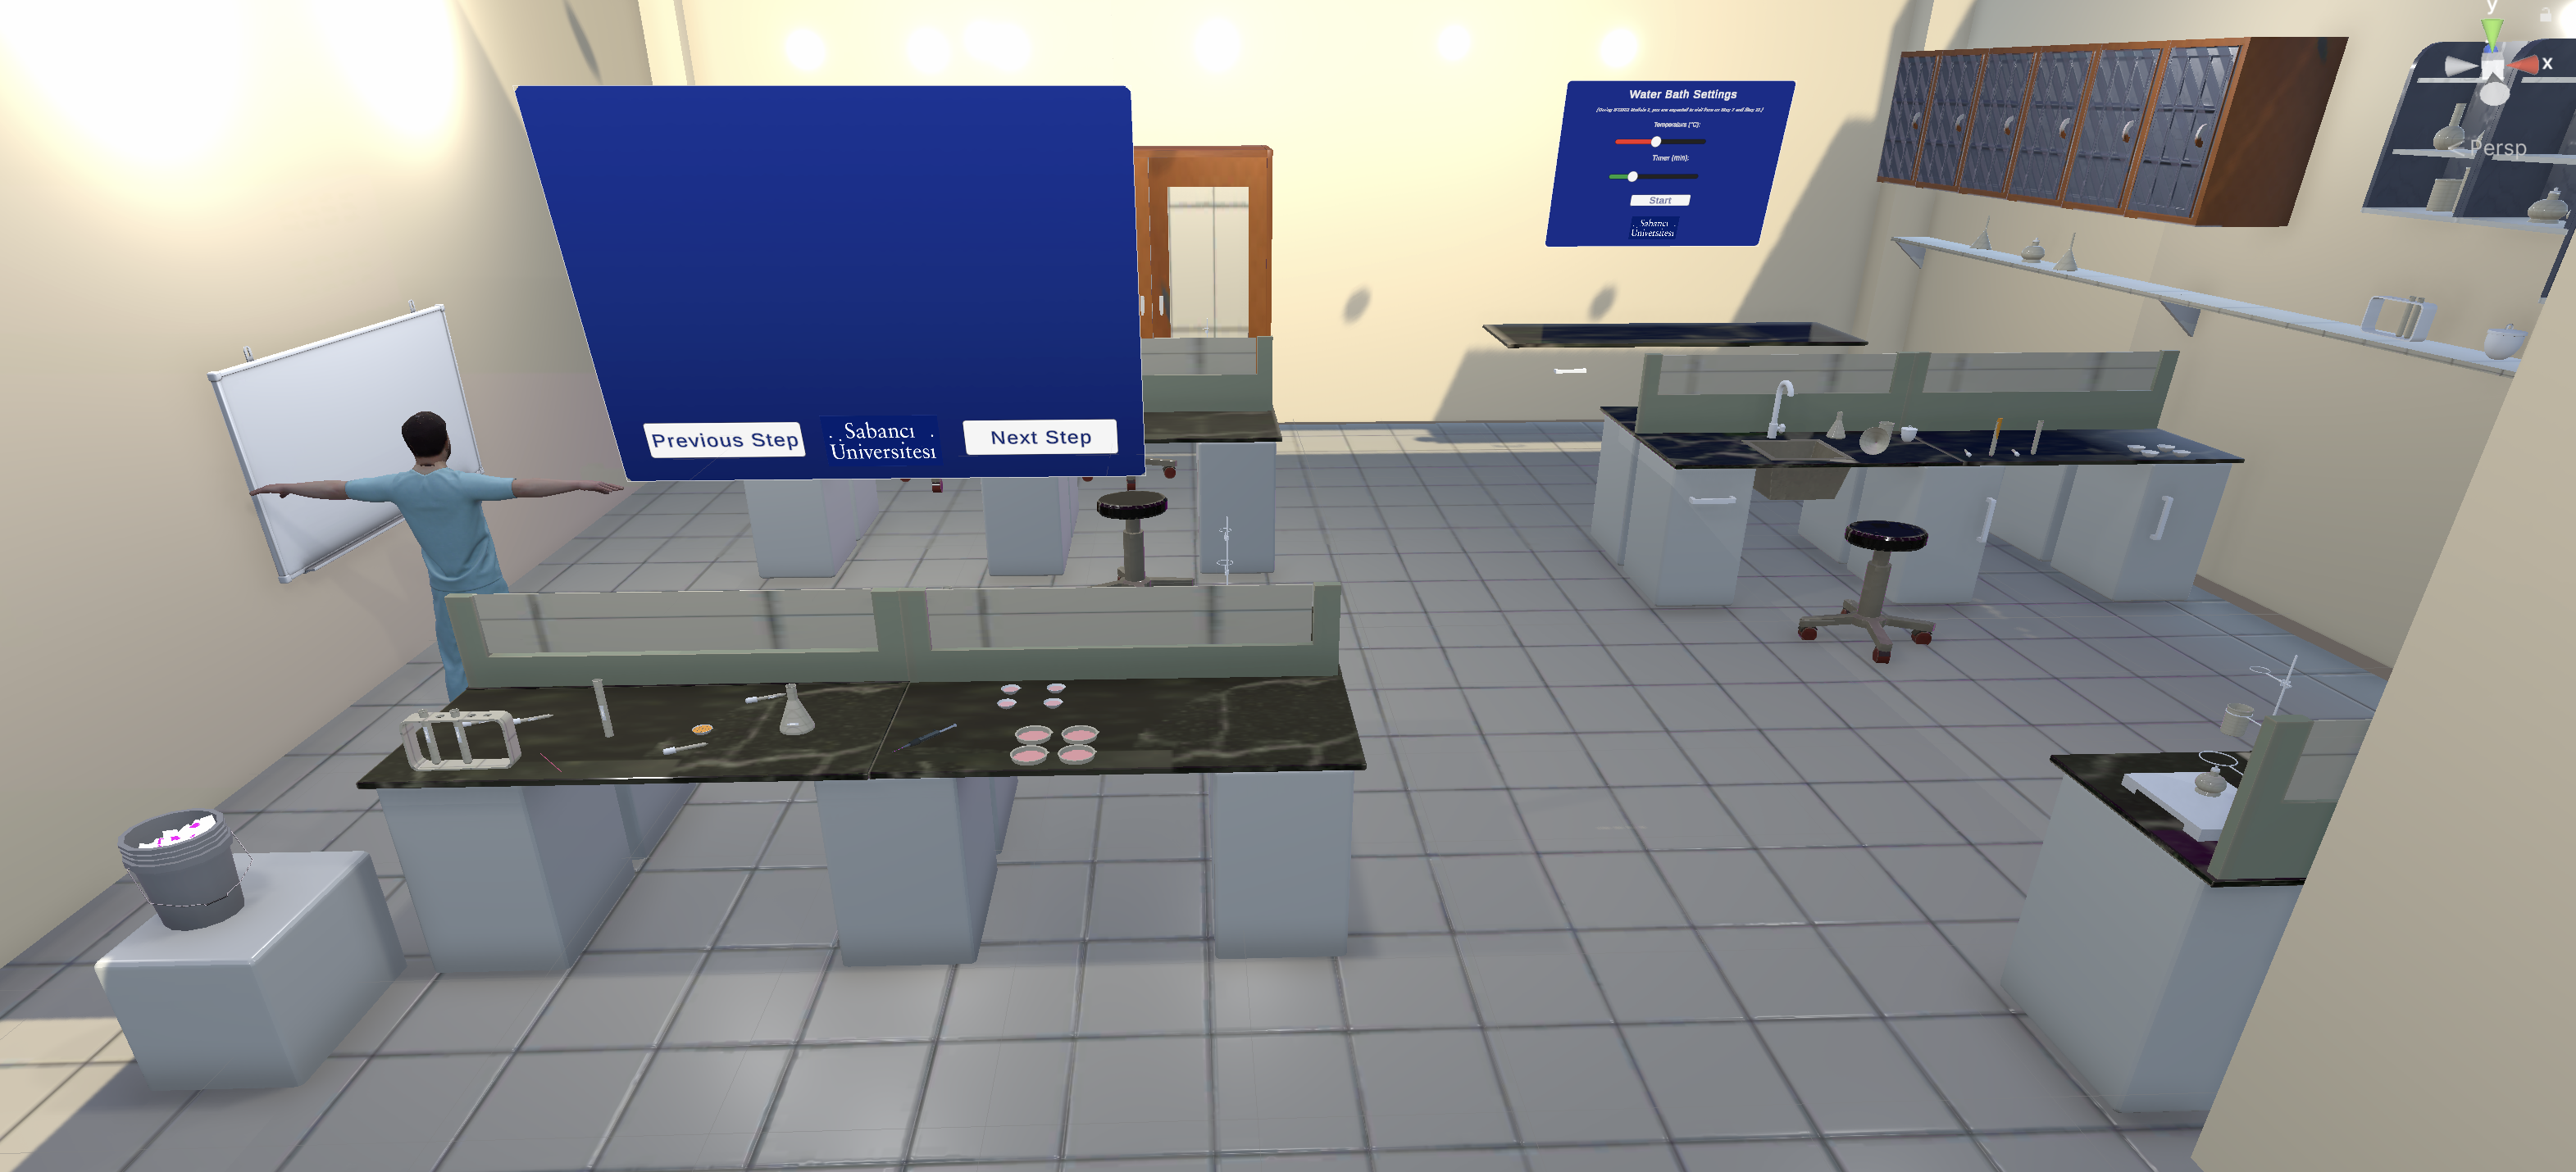 Previous Step
Sabancı
Üniversitesi
Next Step
Water Bath Settings
Temperature (°C):
Timer (min):
Start
Sabancı
Üniversitesi
y
x
Persp